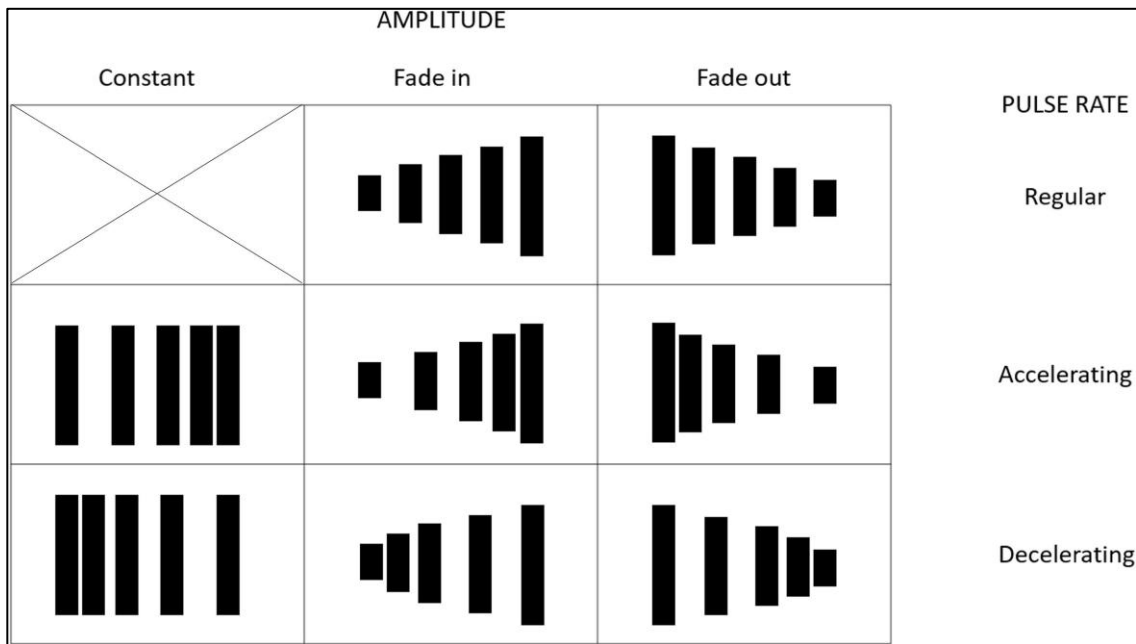 AMPLITUDE
Constant
Fade in
Fade out
PULSE RATE
Regular
Accelerating
Decelerating